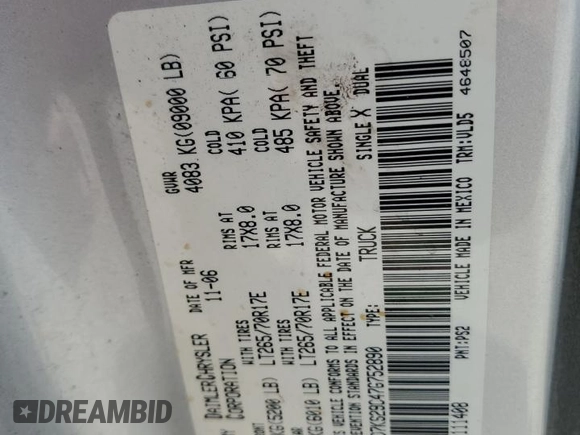 DAIMLERCHRYSLER
CORPORATION
DATE OF MFR
11-06
GVWR
4083 KG(09000 LB)
WITH TIRES
LT265/70R17E
RIMS AT
17X8.0
COLD
410 KPA( 60 PSI)
KG(5200 LB)
WITH TIRES
LT265/70R17E
RIMS AT
17X8.0
COLD
485 KPA( 70 PSI)
KG(6010 LB)
VEHICLE CONFORMS TO ALL APPLICABLE FEDERAL MOTOR VEHICLE SAFETY AND THEFT
STANDARDS IN EFFECT ON THE DATE OF MANUFACTURE SHOWN ABOVE.
TYPE: TRUCK SINGLE X DUAL
111408 PNT:PS2 VEHICLE MADE IN MEXICO TRM:VLD5
4648507
DREAMBID